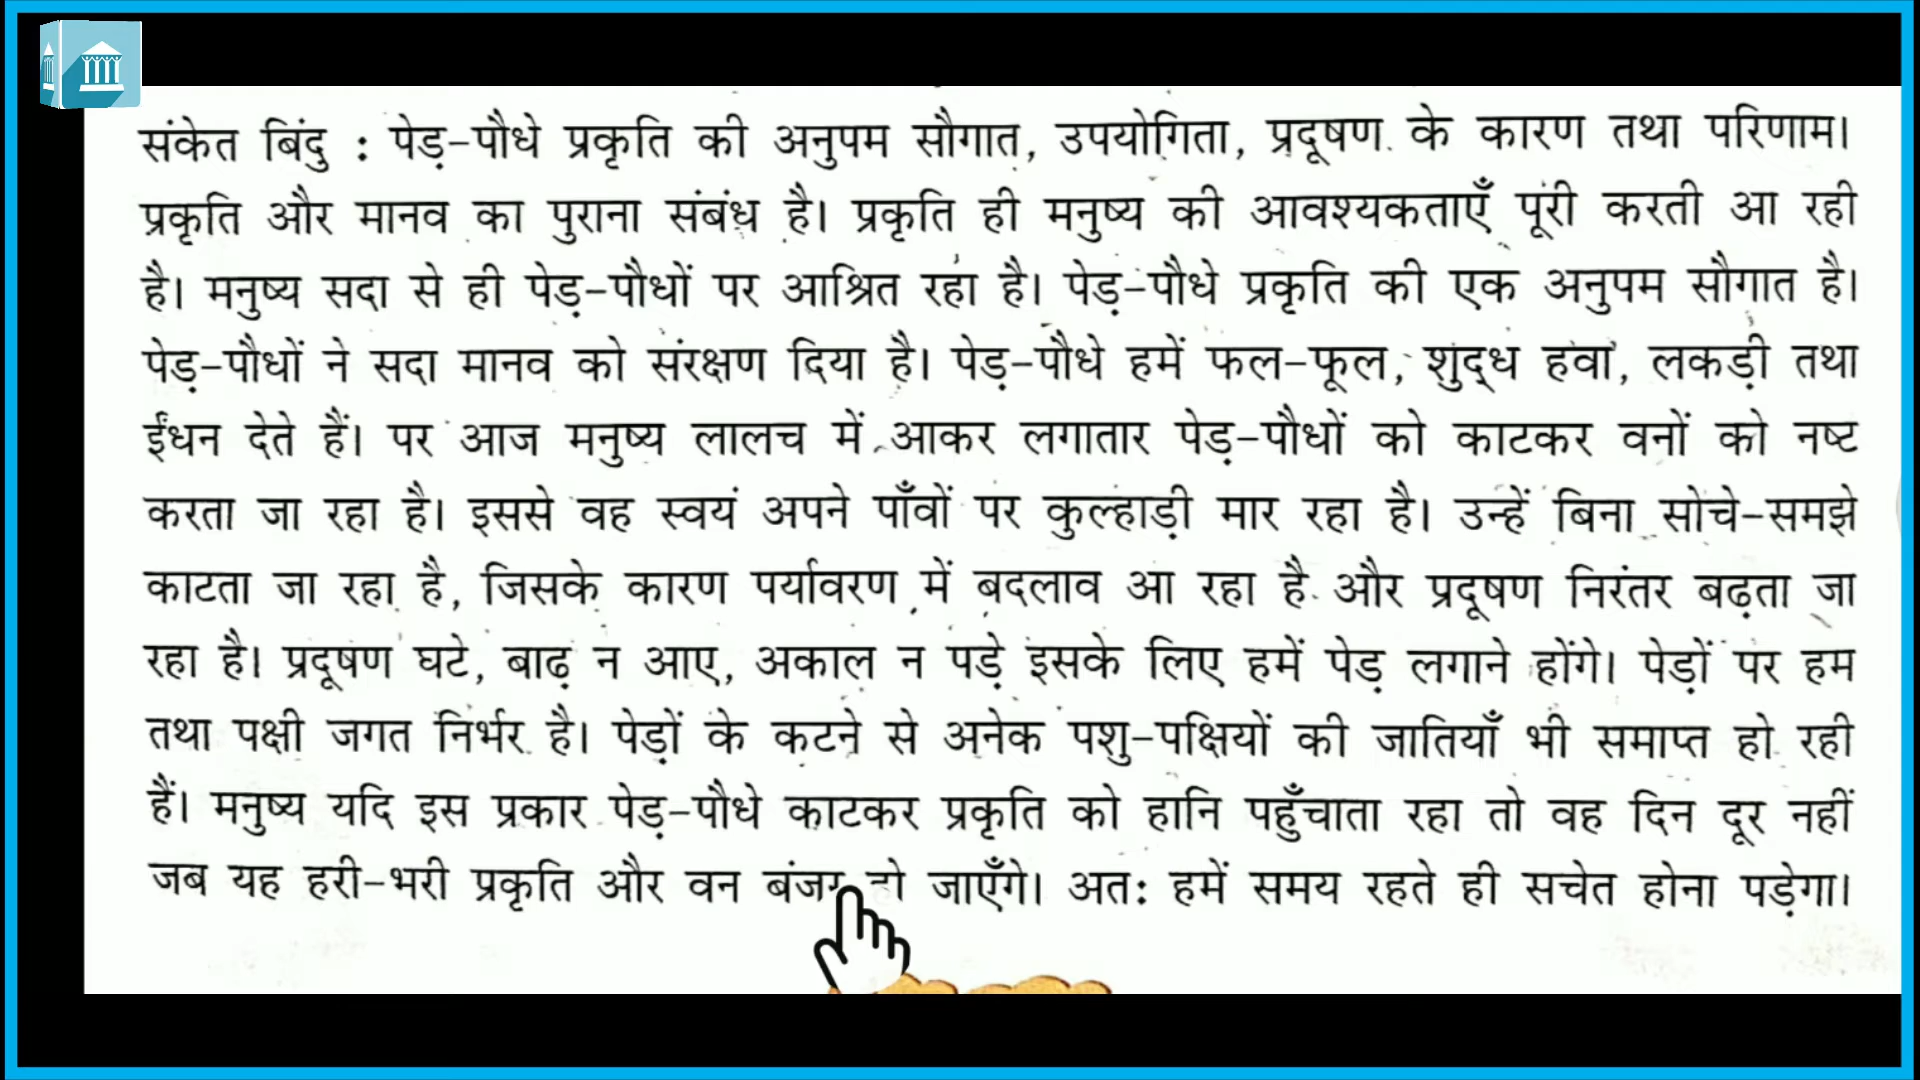 संकेत बिंदु : पेड़-पौधे प्रकृति की अनुपम सौगात, उपयोगिता, प्रदूषण के कारण तथा परिणाम।
प्रकृति और मानव का पुराना संबंध है। प्रकृति ही मनुष्य की आवश्यकताएँ पूरी करती आ रही
है। मनुष्य सदा से ही पेड़-पौधों पर आश्रित रहा है। पेड़-पौधे प्रकृति की एक अनुपम सौगात है।
पेड़-पौधों ने सदा मानव को संरक्षण दिया है। पेड़-पौधे हमें फल-फूल, शुद्ध हवा, लकड़ी तथा
ईंधन देते हैं। पर आज मनुष्य लालच में आकर लगातार पेड़-पौधों को काटकर वनों को नष्ट
करता जा रहा है। इससे वह स्वयं अपने पाँवों पर कुल्हाड़ी मार रहा है। उन्हें बिना सोचे-समझे
काटता जा रहा है, जिसके कारण पर्यावरण में बदलाव आ रहा है और प्रदूषण निरंतर बढ़ता जा
रहा है। प्रदूषण घटे, बाढ़ न आए, अकाल न पड़े इसके लिए हमें पेड़ लगाने होंगे। पेड़ों पर हम
तथा पक्षी जगत निर्भर है। पेड़ों के कटने से अनेक पशु-पक्षियों की जातियाँ भी समाप्त हो रही
हैं। मनुष्य यदि इस प्रकार पेड़-पौधे काटकर प्रकृति को हानि पहुँचाता रहा तो वह दिन दूर नहीं
जब यह हरी-भरी प्रकृति और वन जाएँगे। अतः हमें समय रहते ही सचेत होना पड़ेगा।